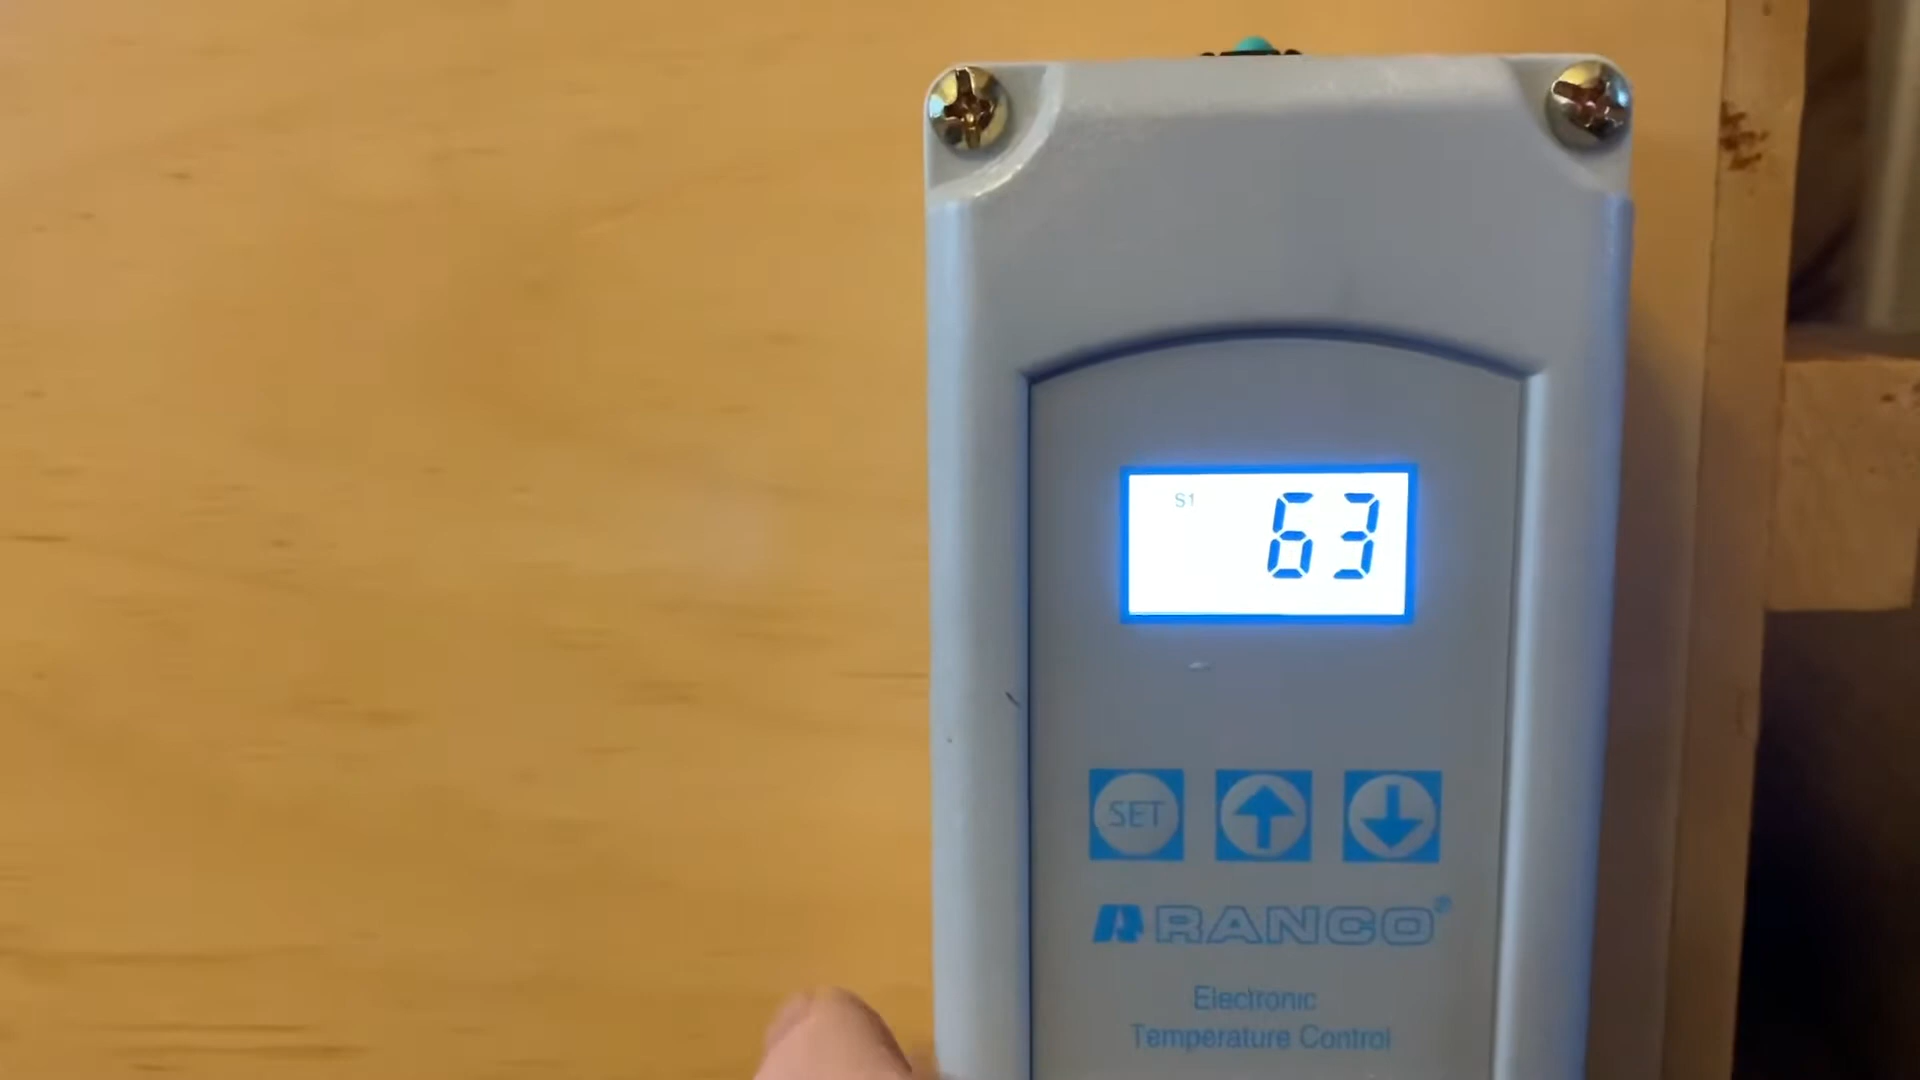 S1 63
SET
RANCO®
Electronic
Temperature Control